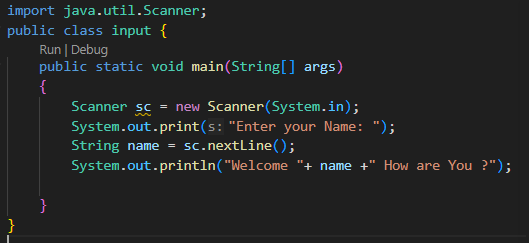 import java.util.Scanner;
public class input {
Run | Debug
public static void main(String[] args)
{
Scanner sc = new Scanner(System.in);
System.out.print(s: "Enter your Name: ");
String name = sc.nextLine();
System.out.println("Welcome "+ name +" How are You ?");
}
}